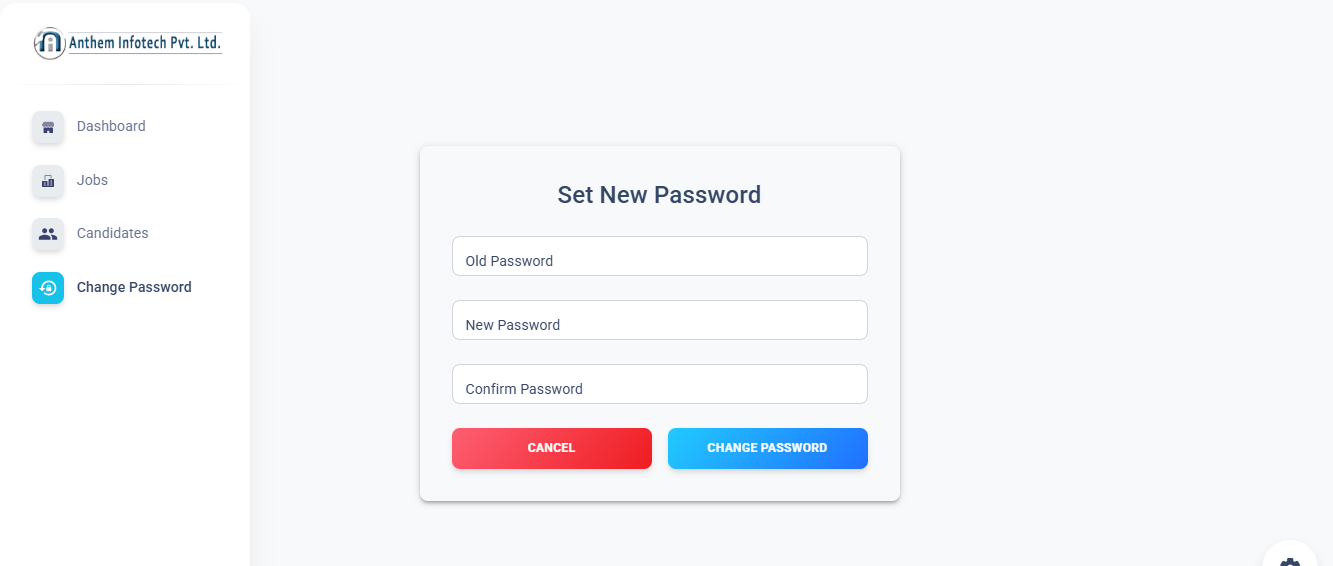 Anthem Infotech Pvt. Ltd.
Dashboard
Jobs
Candidates
Change Password
Set New Password
Old Password
New Password
Confirm Password
CANCEL
CHANGE PASSWORD